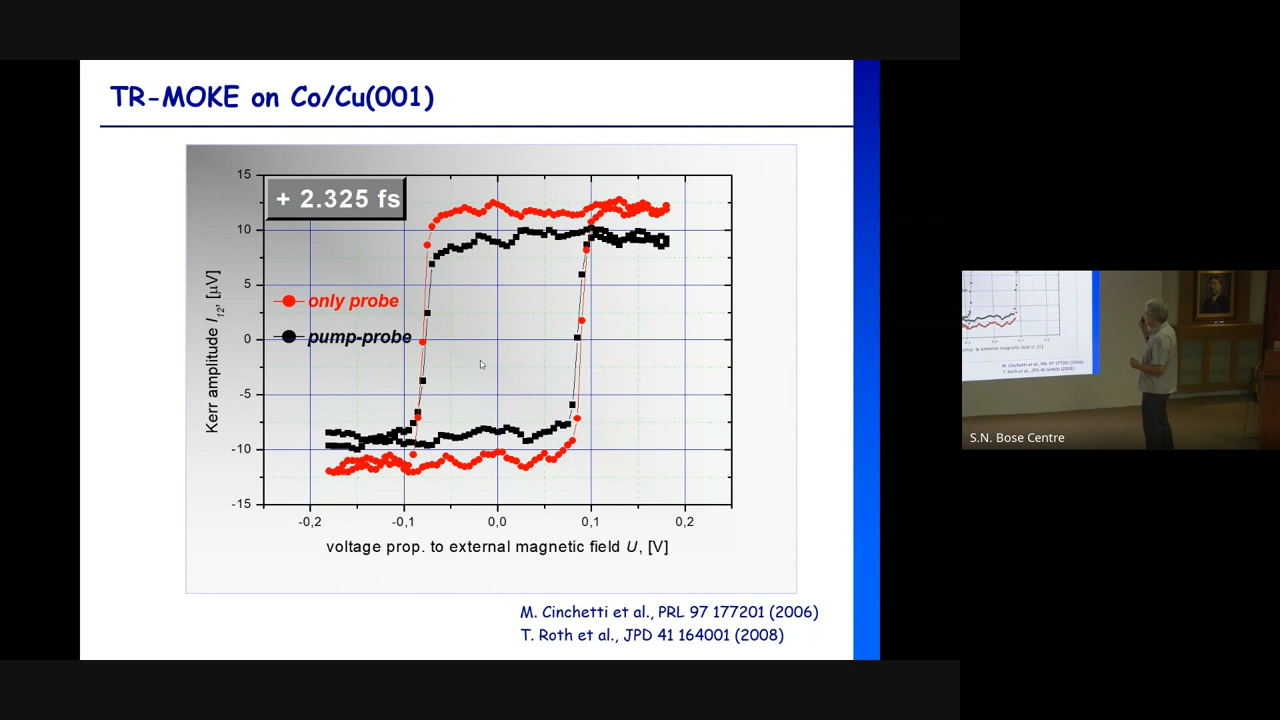 TR-MOKE on Co/Cu(001)
+ 2.325 fs
15
10
5
0
-5
-10
-15
Kerr amplitude I12, [µV]
only probe
pump-probe
-0,2 -0,1 0,0 0,1 0,2
voltage prop. to external magnetic field U, [V]
M. Cinchetti et al., PRL 97 177201 (2006)
T. Roth et al., JPD 41 164001 (2008)
S.N. Bose Centre